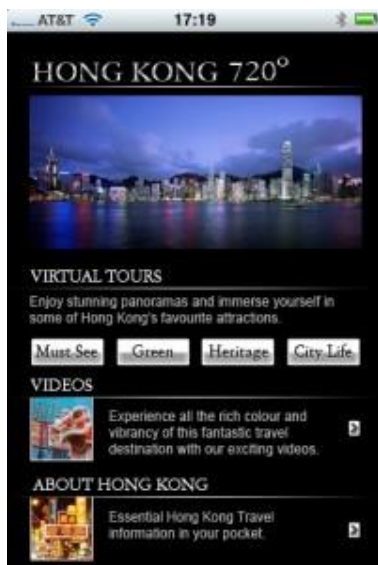 AT&T 17:19
HONG KONG 720°
VIRTUAL TOURS
Enjoy stunning panoramas and immerse yourself in
some of Hong Kong's favourite attractions.
Must See Green Heritage City Life
VIDEOS
Experience all the rich colour and
vibrancy of this fantastic travel
destination with our exciting videos.
ABOUT HONG KONG
Essential Hong Kong Travel
information in your pocket.